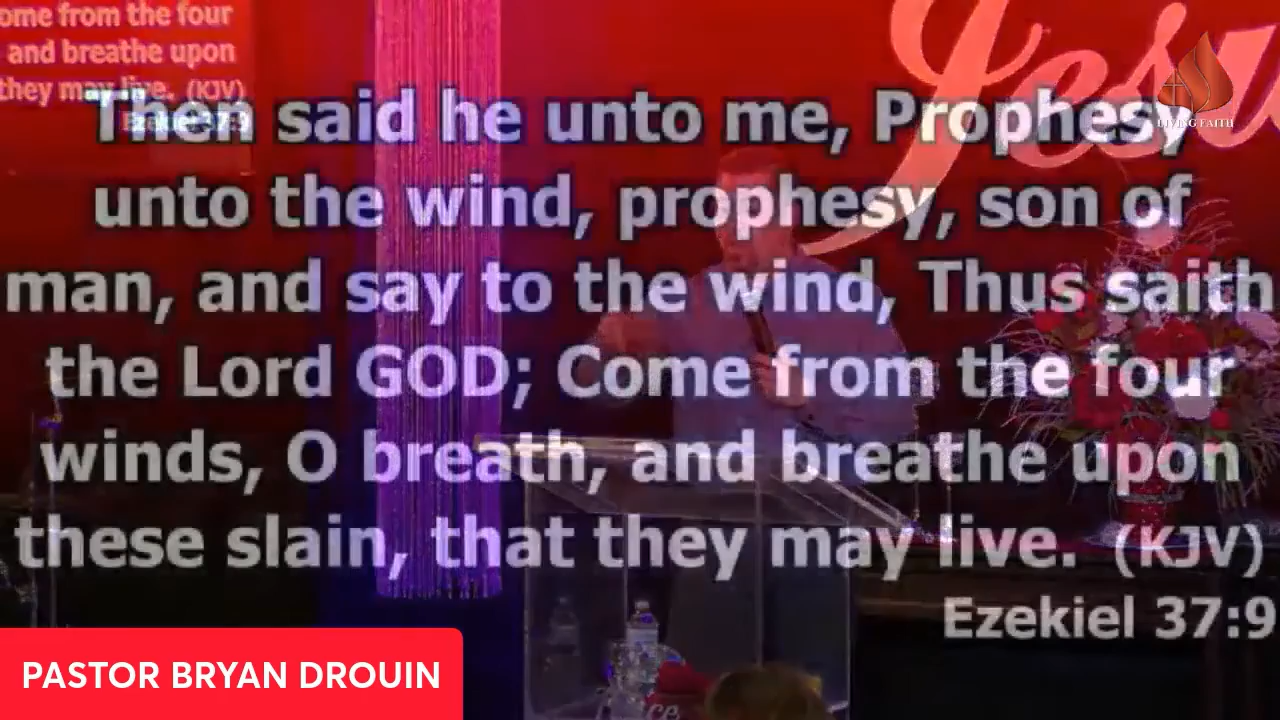 ome from the four
and breathe upon
they may live. (KJV)
Ezekiel 37:9
Jesu
LIVING FAITH
Then said he unto me, Prophesy
unto the wind, prophesy, son of
man, and say to the wind, Thus saith
the Lord GOD; Come from the four
winds, O breath, and breathe upon
these slain, that they may live. (KJV)
Ezekiel 37:9
PASTOR BRYAN DROUIN